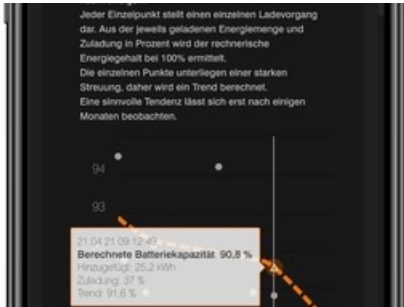 Jeder Einzelpunkt stellt einen einzelnen Ladevorgang
dar. Aus der jeweils geladenen Energiemenge und
Zuladung in Prozent wird der rechnerische
Energiegehalt bei 100% ermittelt.
Die einzelnen Punkte unterliegen einer starken
Streuung, daher wird ein Trend berechnet.
Eine sinnvolle Tendenz lässt sich erst nach einigen
Monaten beobachten.
94
93
21.04.21 09:12:49
Berechnete Batteriekapazität 90,8 %
Hinzugefügt: 25,2 kWh
Zuladung: 37 %
Trend: 91,6 %